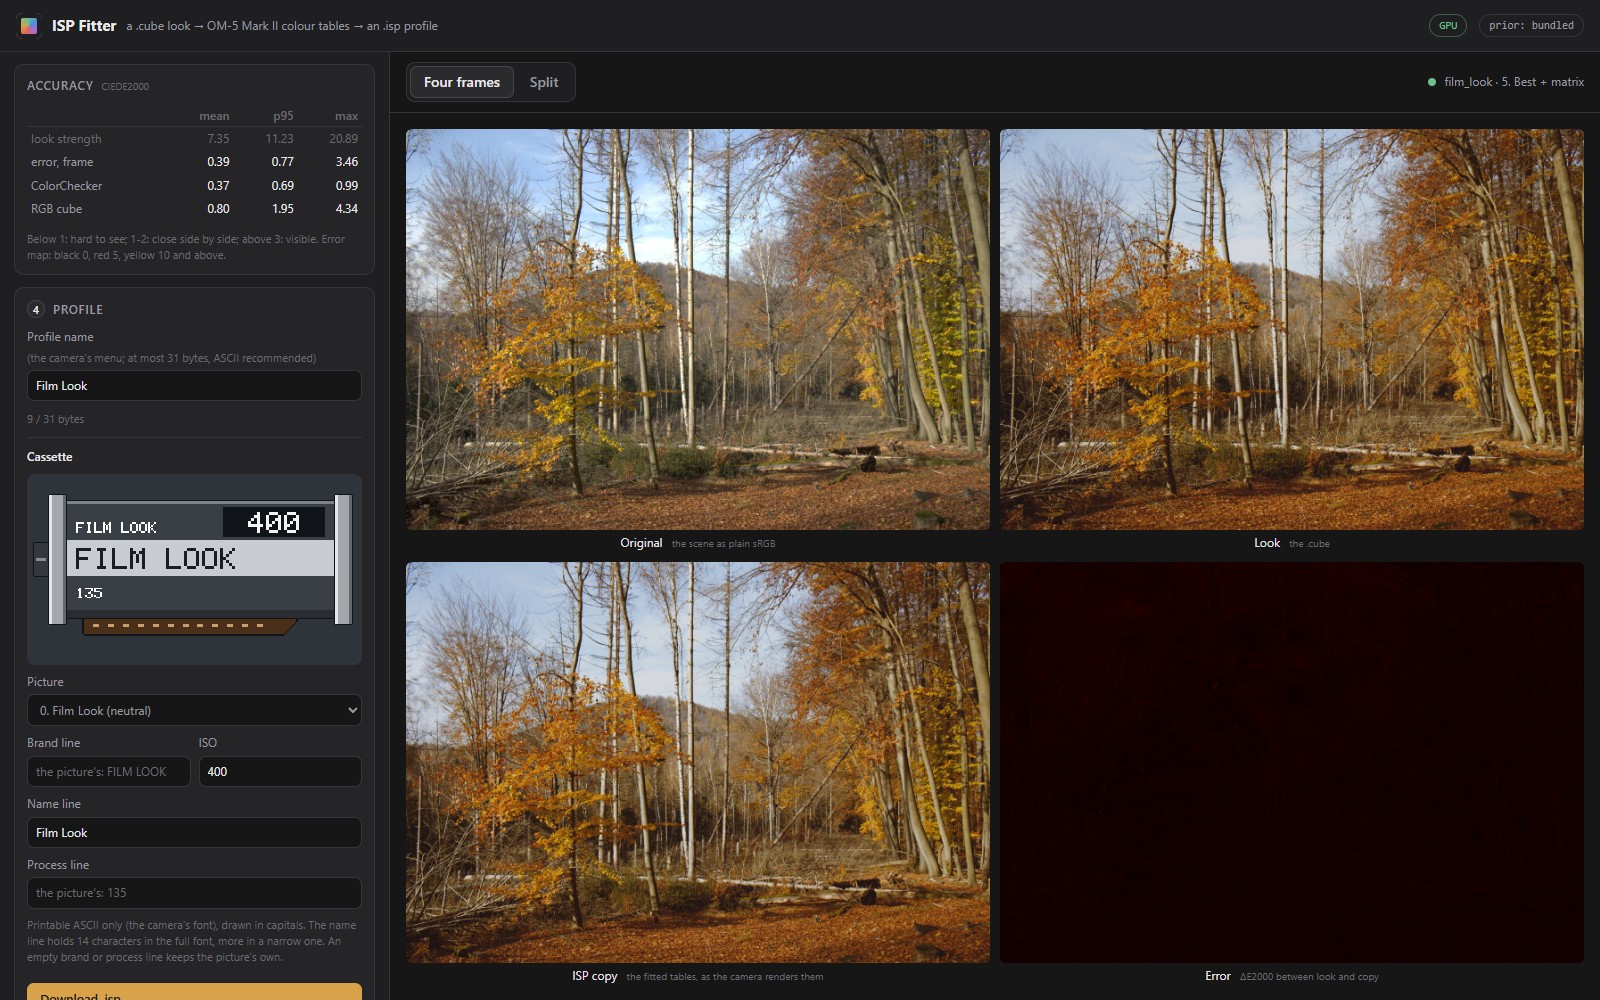 ISP Fitter a .cube look → OM-5 Mark II colour tables → an .isp profile
GPU
prior: bundled
ACCURACY CIEDE2000
mean p95 max
look strength 7.35 11.23 20.89
error, frame 0.39 0.77 3.46
ColorChecker 0.37 0.69 0.99
RGB cube 0.80 1.95 4.34
Below 1: hard to see; 1-2: close side by side; above 3: visible. Error
map: black 0, red 5, yellow 10 and above.
4 PROFILE
Profile name
(the camera's menu; at most 31 bytes, ASCII recommended)
Film Look
9 / 31 bytes
Cassette
FILM LOOK 400
FILM LOOK
135
Picture
0. Film Look (neutral)
Brand line ISO
the picture's: FILM LOOK 400
Name line
Film Look
Process line
the picture's: 135
Printable ASCII only (the camera's font), drawn in capitals. The name
line holds 14 characters in the full font, more in a narrow one. An
empty brand or process line keeps the picture's own.
Download .isp
Four frames Split
film_look · 5. Best + matrix
Original the scene as plain sRGB
Look the .cube
ISP copy the fitted tables, as the camera renders them
Error ΔE2000 between look and copy